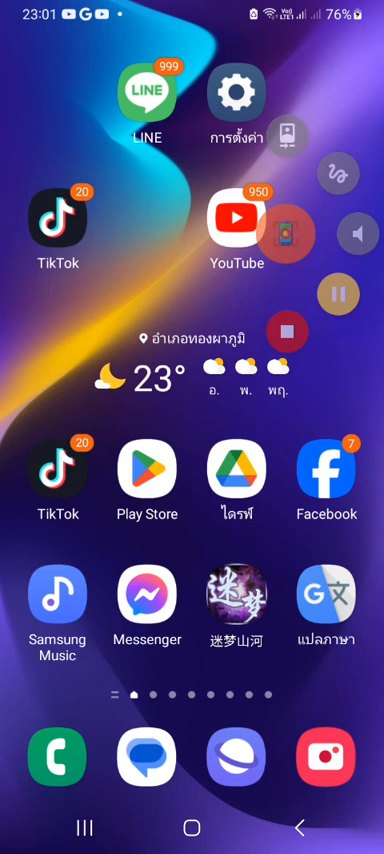 23:01
76%
999
LINE
LINE
การตั้งค่า
20
950
TikTok
YouTube
อำเภอทองผาภูมิ
23°
อ. พ. พฤ.
20
7
TikTok
Play Store
ไดรฟ์
Facebook
迷梦
Samsung Music
Messenger
迷梦山河
แปลภาษา